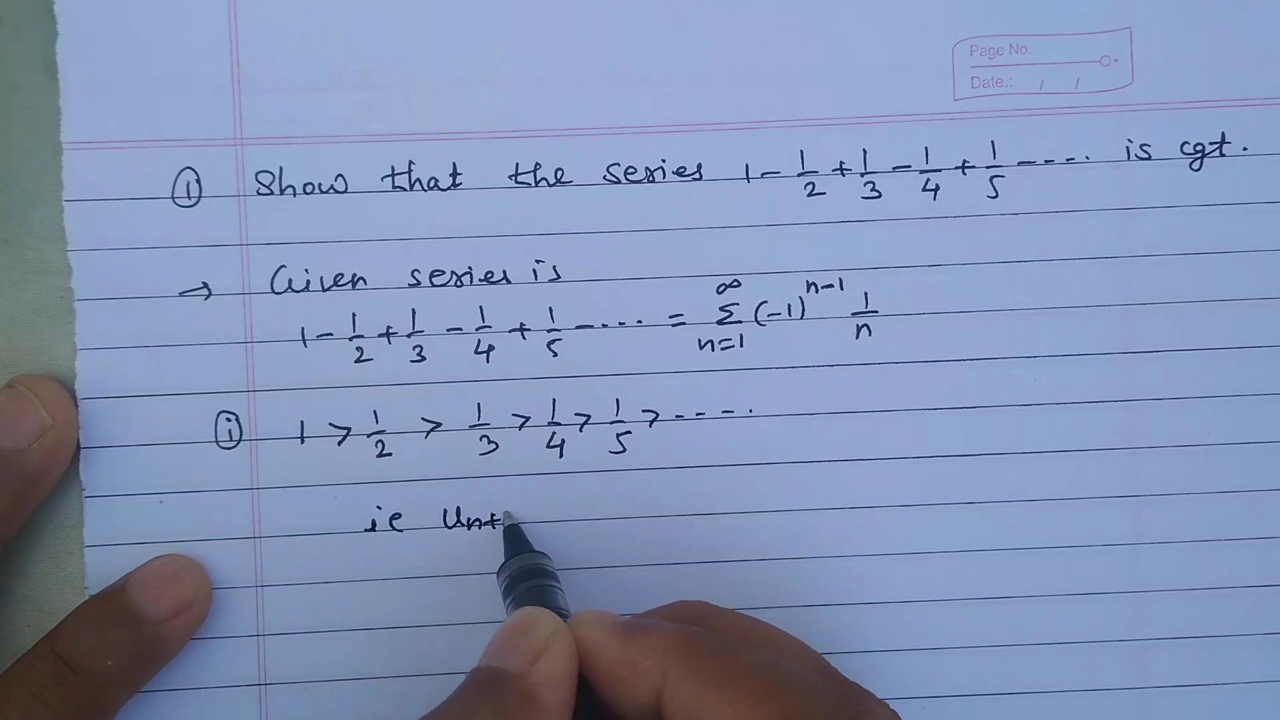 Page No.
Date.: / /
① Show that the series 1 - 1/2 + 1/3 - 1/4 + 1/5 - .... is cgt.
→ Given series is
1 - 1/2 + 1/3 - 1/4 + 1/5 - .... = ∞ Σ n=1 (-1)^n-1 1/n
ⓘ 1 > 1/2 > 1/3 > 1/4 > 1/5 > ----.
ie Un+